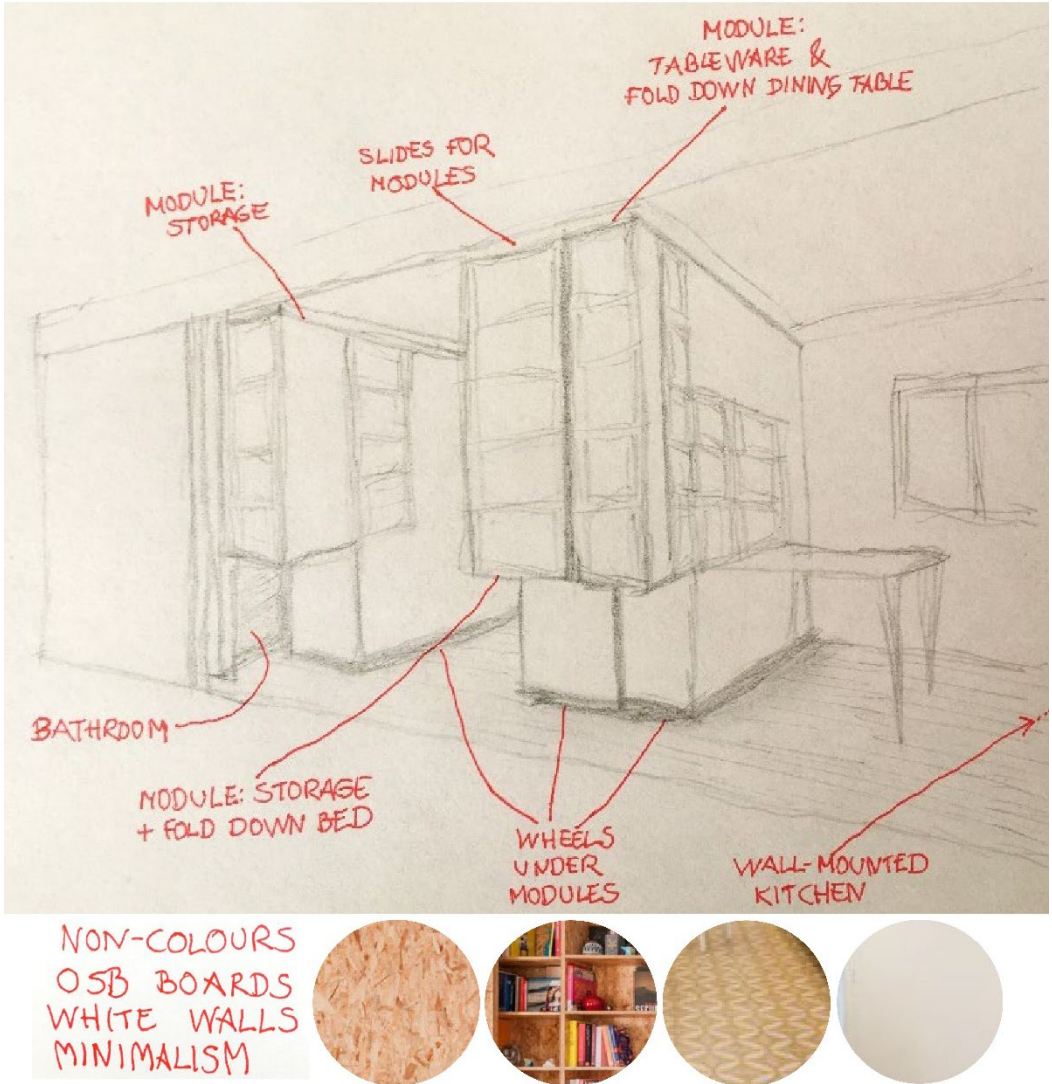 MODULE:
TABLEWARE &
FOLD DOWN DINING TABLE
SLIDES FOR
MODULES
MODULE:
STORAGE
BATHROOM
MODULE: STORAGE
+ FOLD DOWN BED
WHEELS
UNDER
MODULES
WALL-MOUNTED
KITCHEN
NON-COLOURS
OSB BOARDS
WHITE WALLS
MINIMALISM